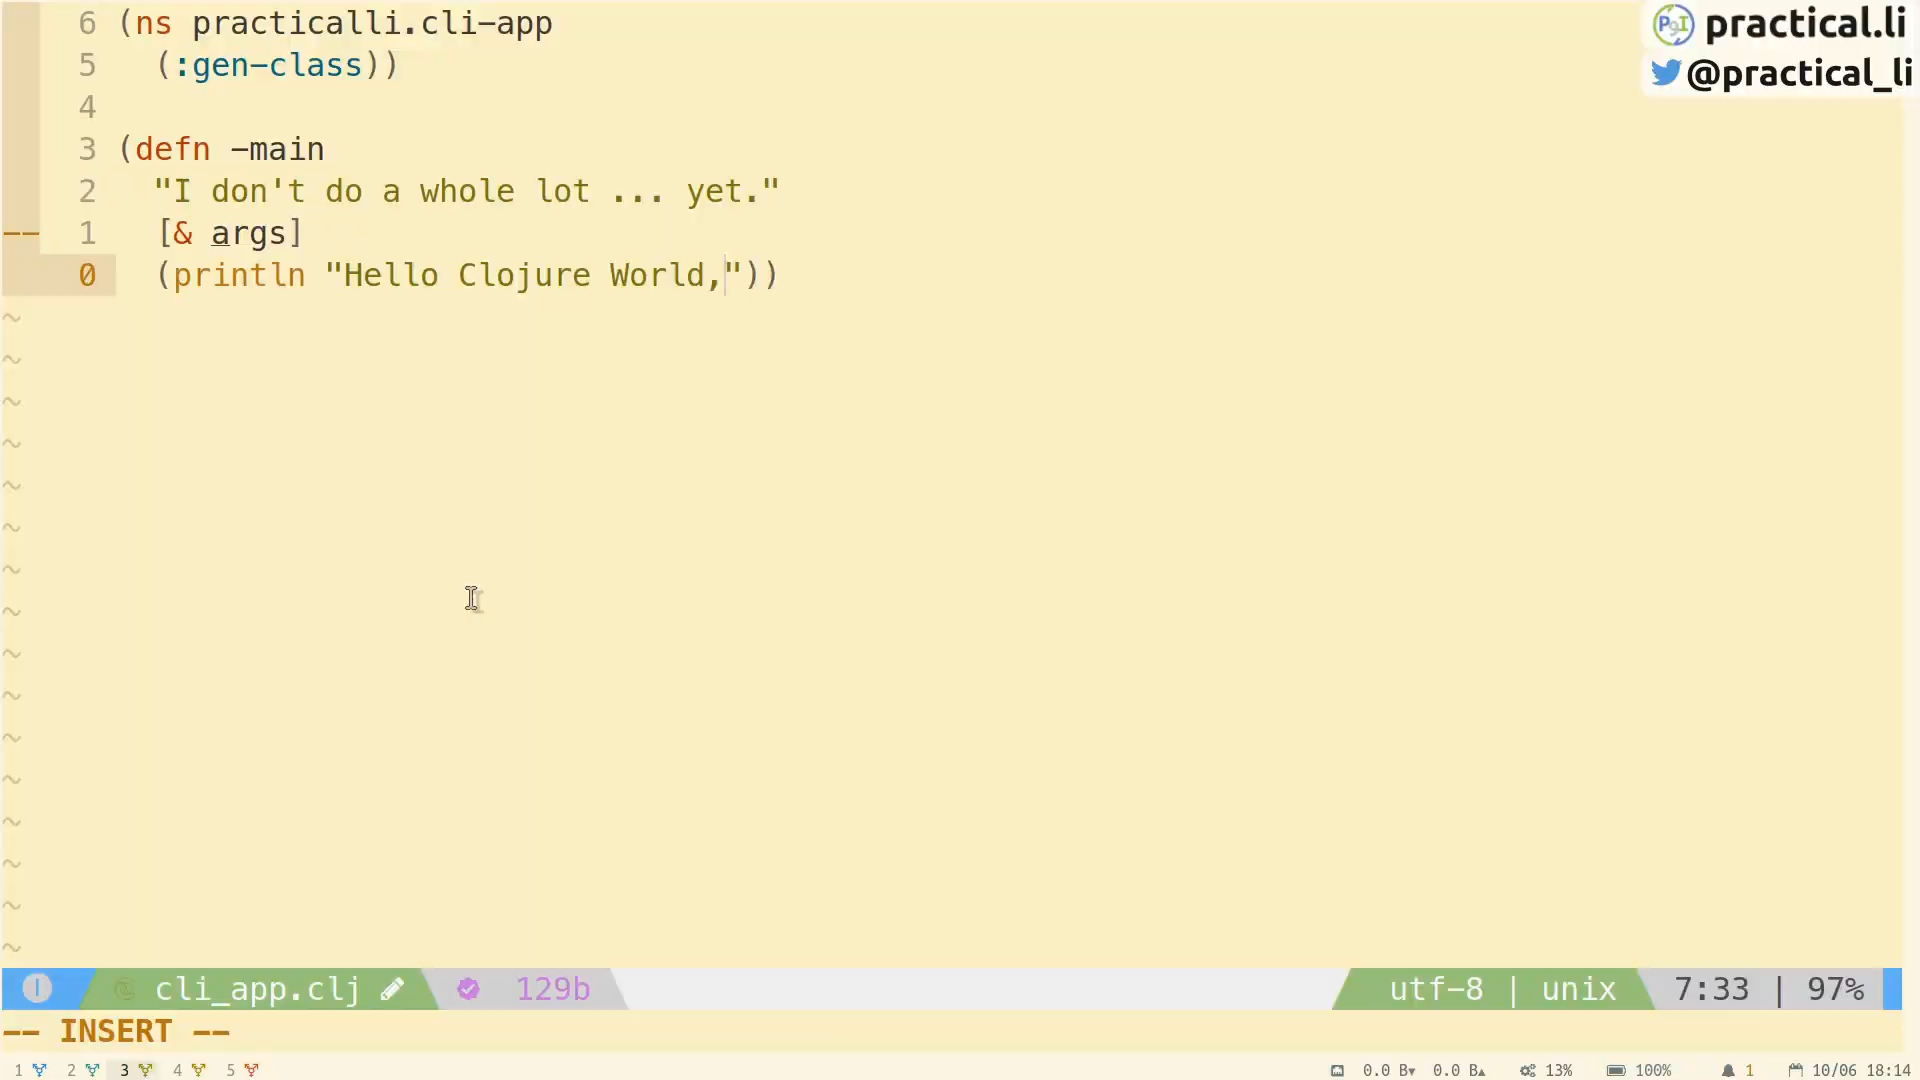 6 (ns practicalli.cli-app
5 (:gen-class))
4
3 (defn -main
2 "I don't do a whole lot ... yet."
1 [& args]
0 (println "Hello Clojure World,"))
practical.li
@practical_li
cli_app.clj 129b utf-8 | unix 7:33 | 97%
-- INSERT --
1 2 3 4 5 0.0 B 0.0 B 13% 100% 1 10/06 18:14